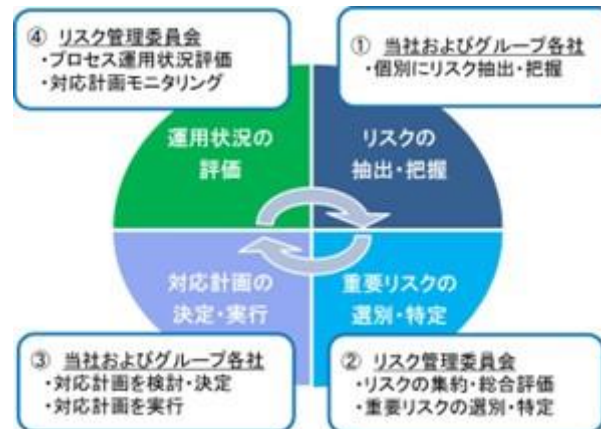 ④ リスク管理委員会
・プロセス運用状況評価
・対応計画モニタリング
① 当社およびグループ各社
・個別にリスク抽出・把握
運用状況の
評価
リスクの
抽出・把握
対応計画の
決定・実行
重要リスクの
選別・特定
③ 当社およびグループ各社
・対応計画を検討・決定
・対応計画を実行
② リスク管理委員会
・リスクの集約・総合評価
・重要リスクの選別・特定